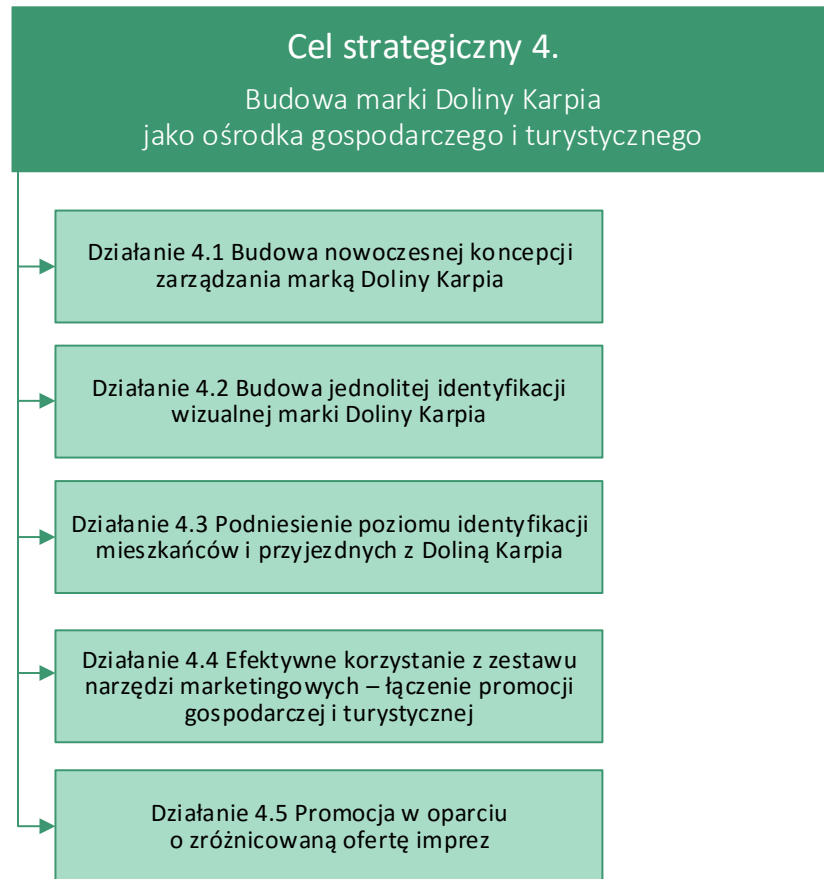 Cel strategiczny 4.
Budowa marki Doliny Karpia
jako ośrodka gospodarczego i turystycznego
Działanie 4.1 Budowa nowoczesnej koncepcji
zarządzania marką Doliny Karpia
Działanie 4.2 Budowa jednolitej identyfikacji
wizualnej marki Doliny Karpia
Działanie 4.3 Podniesienie poziomu identyfikacji
mieszkańców i przyjezdnych z Doliną Karpia
Działanie 4.4 Efektywne korzystanie z zestawu
narzędzi marketingowych – łączenie promocji
gospodarczej i turystycznej
Działanie 4.5 Promocja w oparciu
o zróżnicowaną ofertę imprez